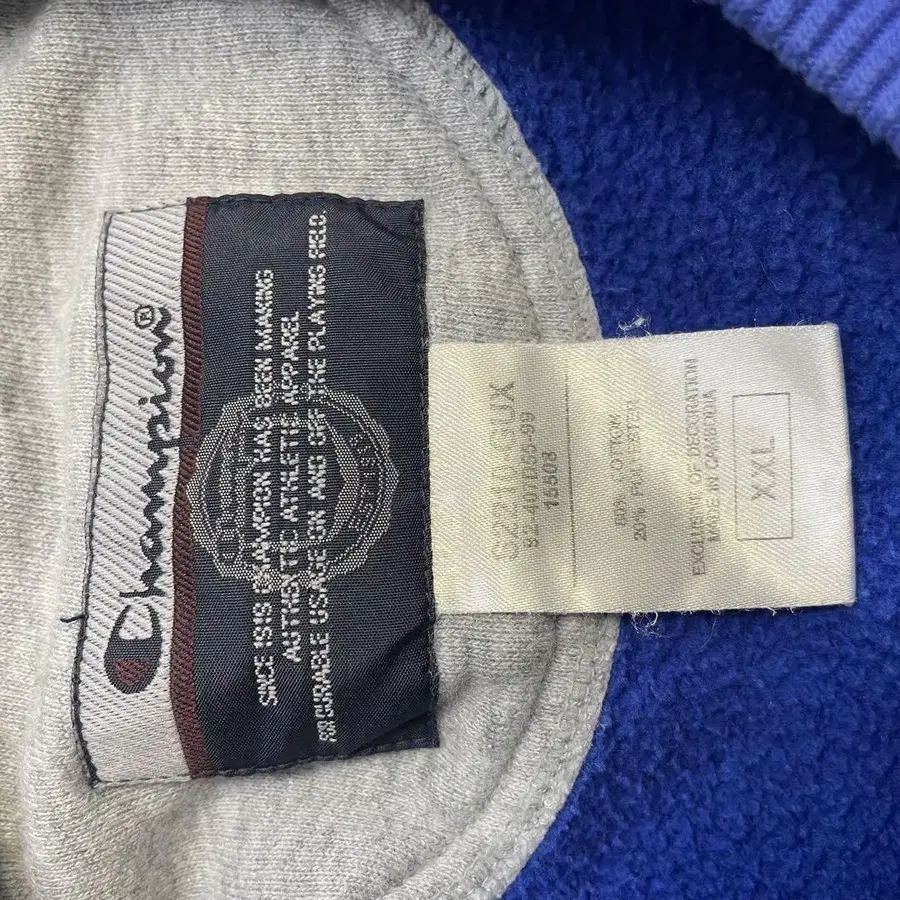 Champion®
SINCE 1919 CHAMPION HAS BEEN MAKING
AUTHENTIC ATHLETIC APPAREL
FOR DURABLE USAGE ON AND OFF THE PLAYING FIELD.
15508
80% COTTON
20% POLYESTER
EXCLUSIVE OF DECORATION
MADE IN CAMBODIA
XXL